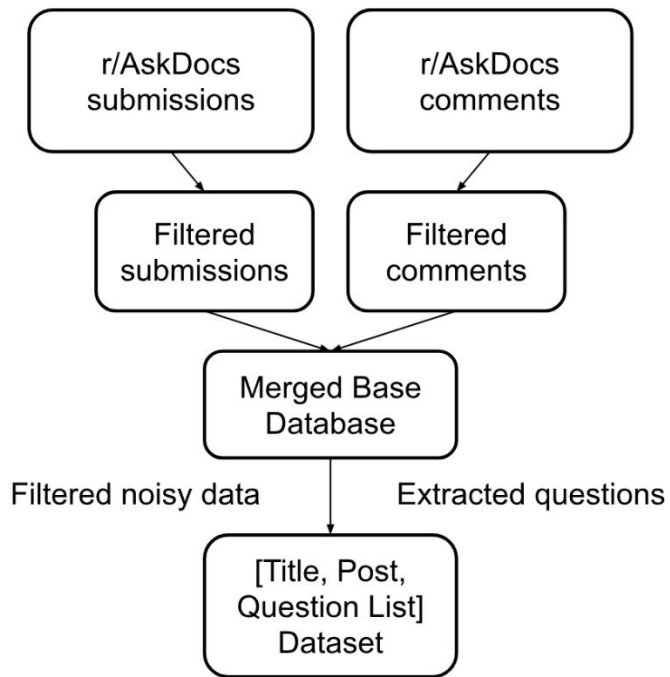 r/AskDocs
submissions
r/AskDocs
comments
Filtered
submissions
Filtered
comments
Merged Base
Database
Filtered noisy data
Extracted questions
[Title, Post,
Question List]
Dataset